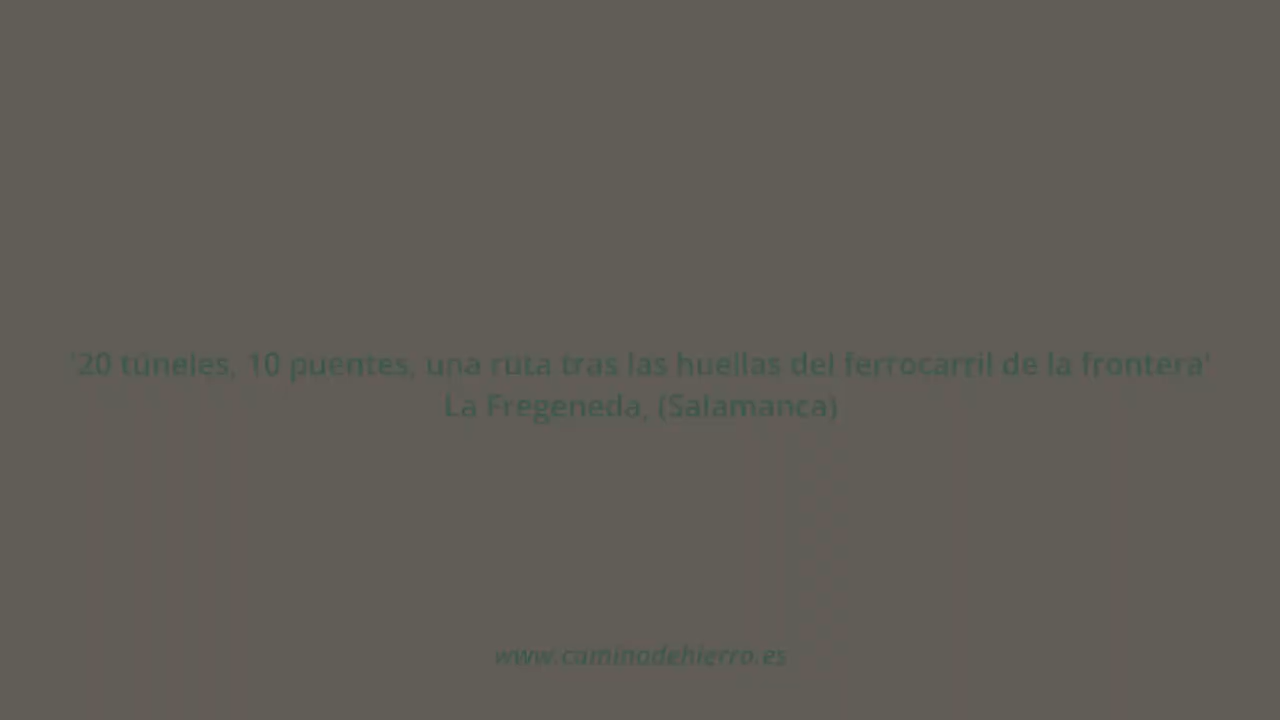 '20 túneles, 10 puentes, una ruta tras las huellas del ferrocarril de la frontera'
La Fregeneda, (Salamanca)
www.caminodehierro.es